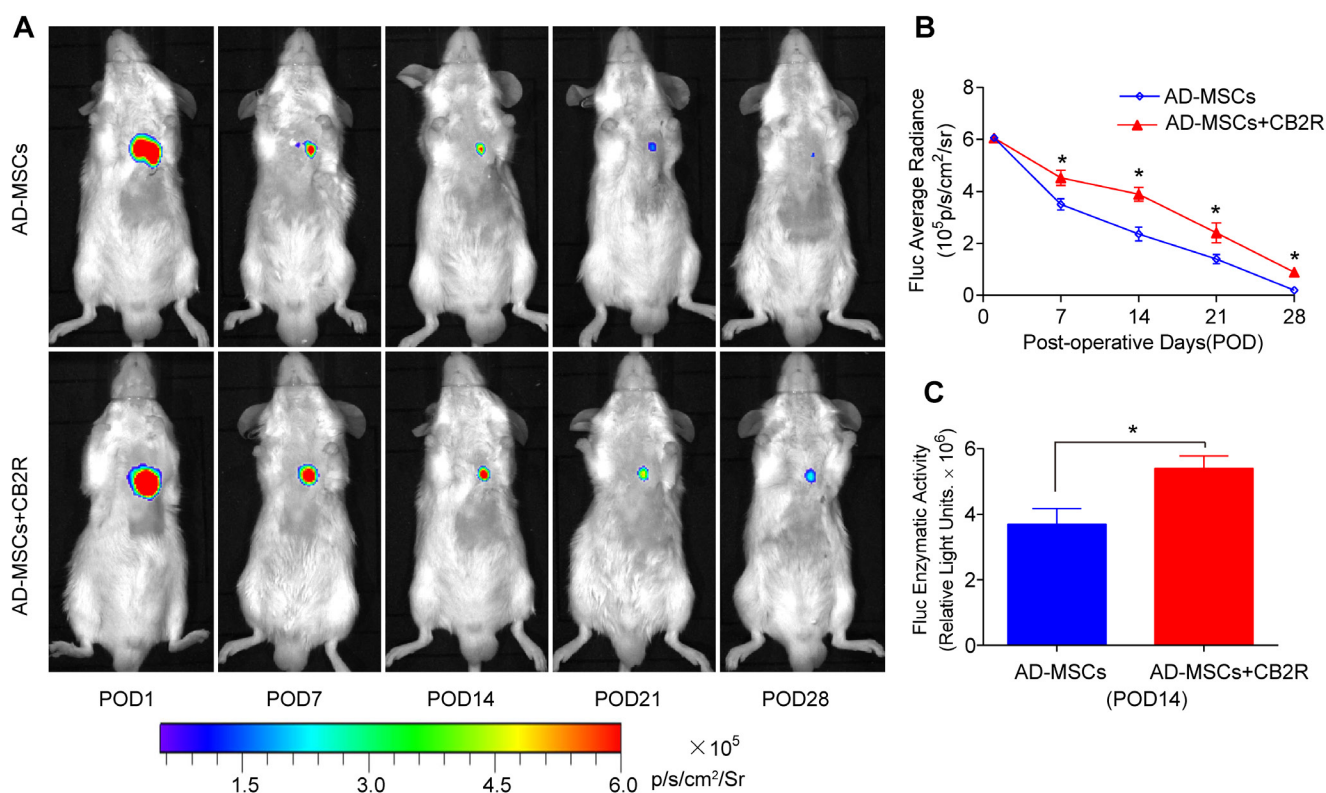 A
AD-MSCs
AD-MSCs+CB2R
POD1 POD7 POD14 POD21 POD28
1.5 3.0 4.5 6.0
×10⁵
p/s/cm²/Sr
B
Fluc Average Radiance
(10⁵p/s/cm²/sr)
8
6
4
2
0
AD-MSCs
AD-MSCs+CB2R
* * * *
0 7 14 21 28
Post-operative Days(POD)
C
Fluc Enzymatic Activity
(Relative Light Units. × 10⁶)
6
4
2
0
*
AD-MSCs AD-MSCs+CB2R
(POD14)